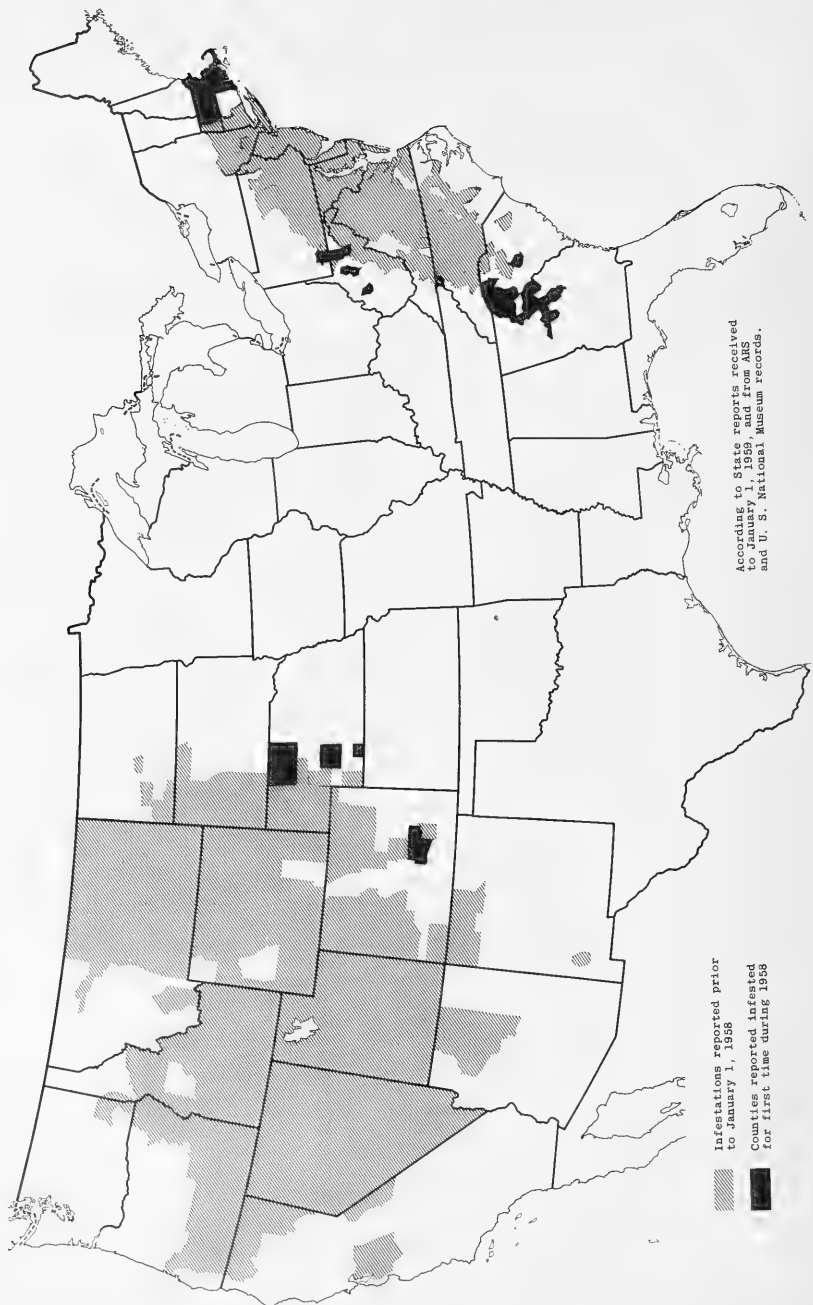 Infestations reported prior
to January 1, 1958
Counties reported infested
for first time during 1958
According to State reports received
to January 1, 1959, and from ARS
and U. S. National Museum records.